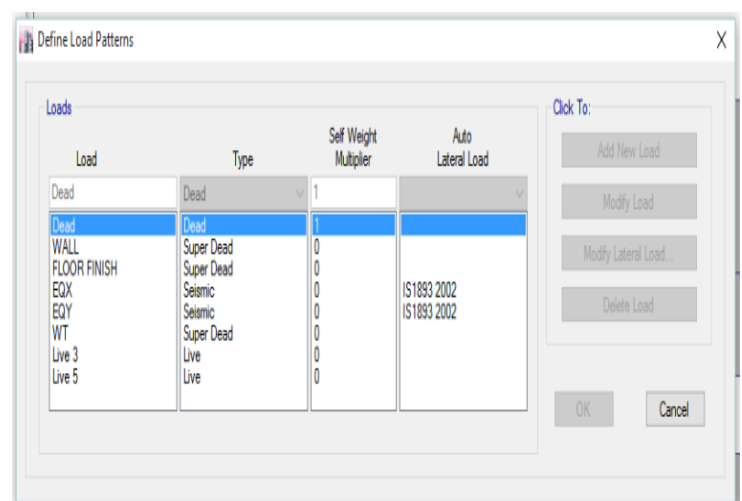 Define Load Patterns
X
Loads
Click To:
Load Type Self Weight Multiplier Auto Lateral Load
Dead Dead 1
Dead Dead 1
WALL Super Dead 0
FLOOR FINISH Super Dead 0
EQX Seismic 0 IS1893 2002
EQY Seismic 0 IS1893 2002
WT Super Dead 0
Live 3 Live 0
Live 5 Live 0
Add New Load
Modify Load
Modify Lateral Load...
Delete Load
OK Cancel